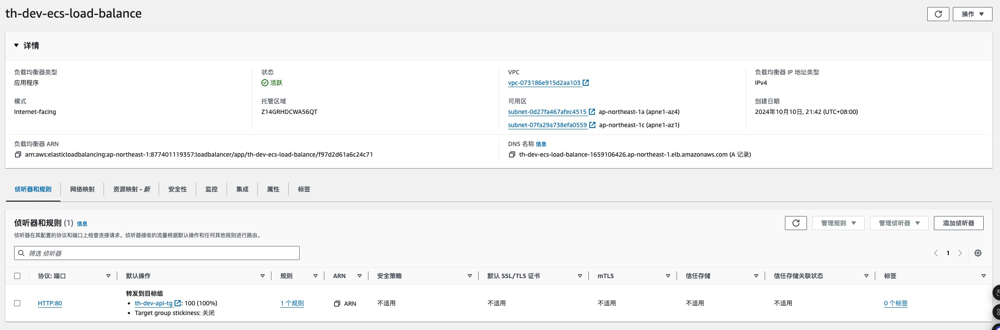 th-dev-ecs-load-balance
操作
详情
负载均衡器类型
应用程序
状态
活跃
VPC
vpc-073186e915d2aa103
负载均衡器 IP 地址类型
IPv4
模式
Internet-facing
托管区域
Z14GRHDCWA56QT
可用区
subnet-0d27fa467afec4515 ap-northeast-1a (apne1-az4)
subnet-07fa29a738efa0559 ap-northeast-1c (apne1-az1)
创建日期
2024年10月10日, 21:42 (UTC+08:00)
负载均衡器 ARN
arn:aws:elasticloadbalancing:ap-northeast-1:877401119357:loadbalancer/app/th-dev-ecs-load-balance/f97d2d61a6c24c71
DNS 名称 信息
th-dev-ecs-load-balance-1659106426.ap-northeast-1.elb.amazonaws.com (A 记录)
侦听器和规则 网络映射 资源映射 - 新 安全性 监控 集成 属性 标签
侦听器和规则 (1) 信息
管理规则 管理侦听器 添加侦听器
侦听器在其配置的协议和端口上检查连接请求。侦听器接收的流量根据默认操作和任何其他规则进行路由。
筛选 侦听器
1
协议: 端口 默认操作 规则 ARN 安全策略 默认 SSL/TLS 证书 mTLS 信任存储 信任存储关联状态 标签
转发到目标组
HTTP:80 • th-dev-api-tg : 100 (100%) 1 个规则 ARN 不适用 不适用 不适用 不适用 不适用 0 个标签
• Target group stickiness: 关闭